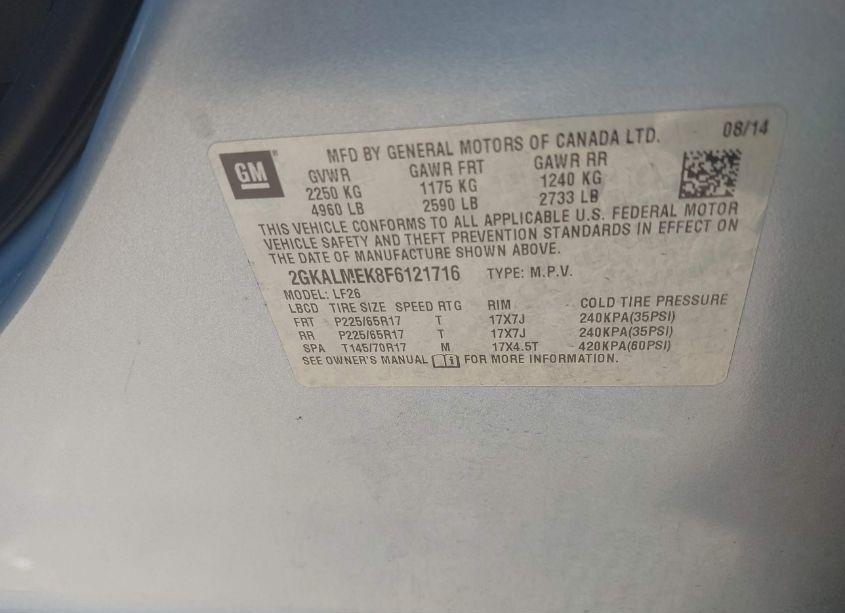 GM
MFD BY GENERAL MOTORS OF CANADA LTD. 08/14
GVWR GAWR FRT GAWR RR
2250 KG 1175 KG 1240 KG
4960 LB 2590 LB 2733 LB
THIS VEHICLE CONFORMS TO ALL APPLICABLE U.S. FEDERAL MOTOR
VEHICLE SAFETY AND THEFT PREVENTION STANDARDS IN EFFECT ON
THE DATE OF MANUFACTURE SHOWN ABOVE.
2GKALMEK8F6121716 TYPE: M.P.V.
MODEL: LF26
LBCD TIRE SIZE SPEED RTG RIM COLD TIRE PRESSURE
FRT P225/65R17 T 17X7J 240KPA(35PSI)
RR P225/65R17 T 17X7J 240KPA(35PSI)
SPA T145/70R17 M 17X4.5T 420KPA(60PSI)
SEE OWNER'S MANUAL FOR MORE INFORMATION.